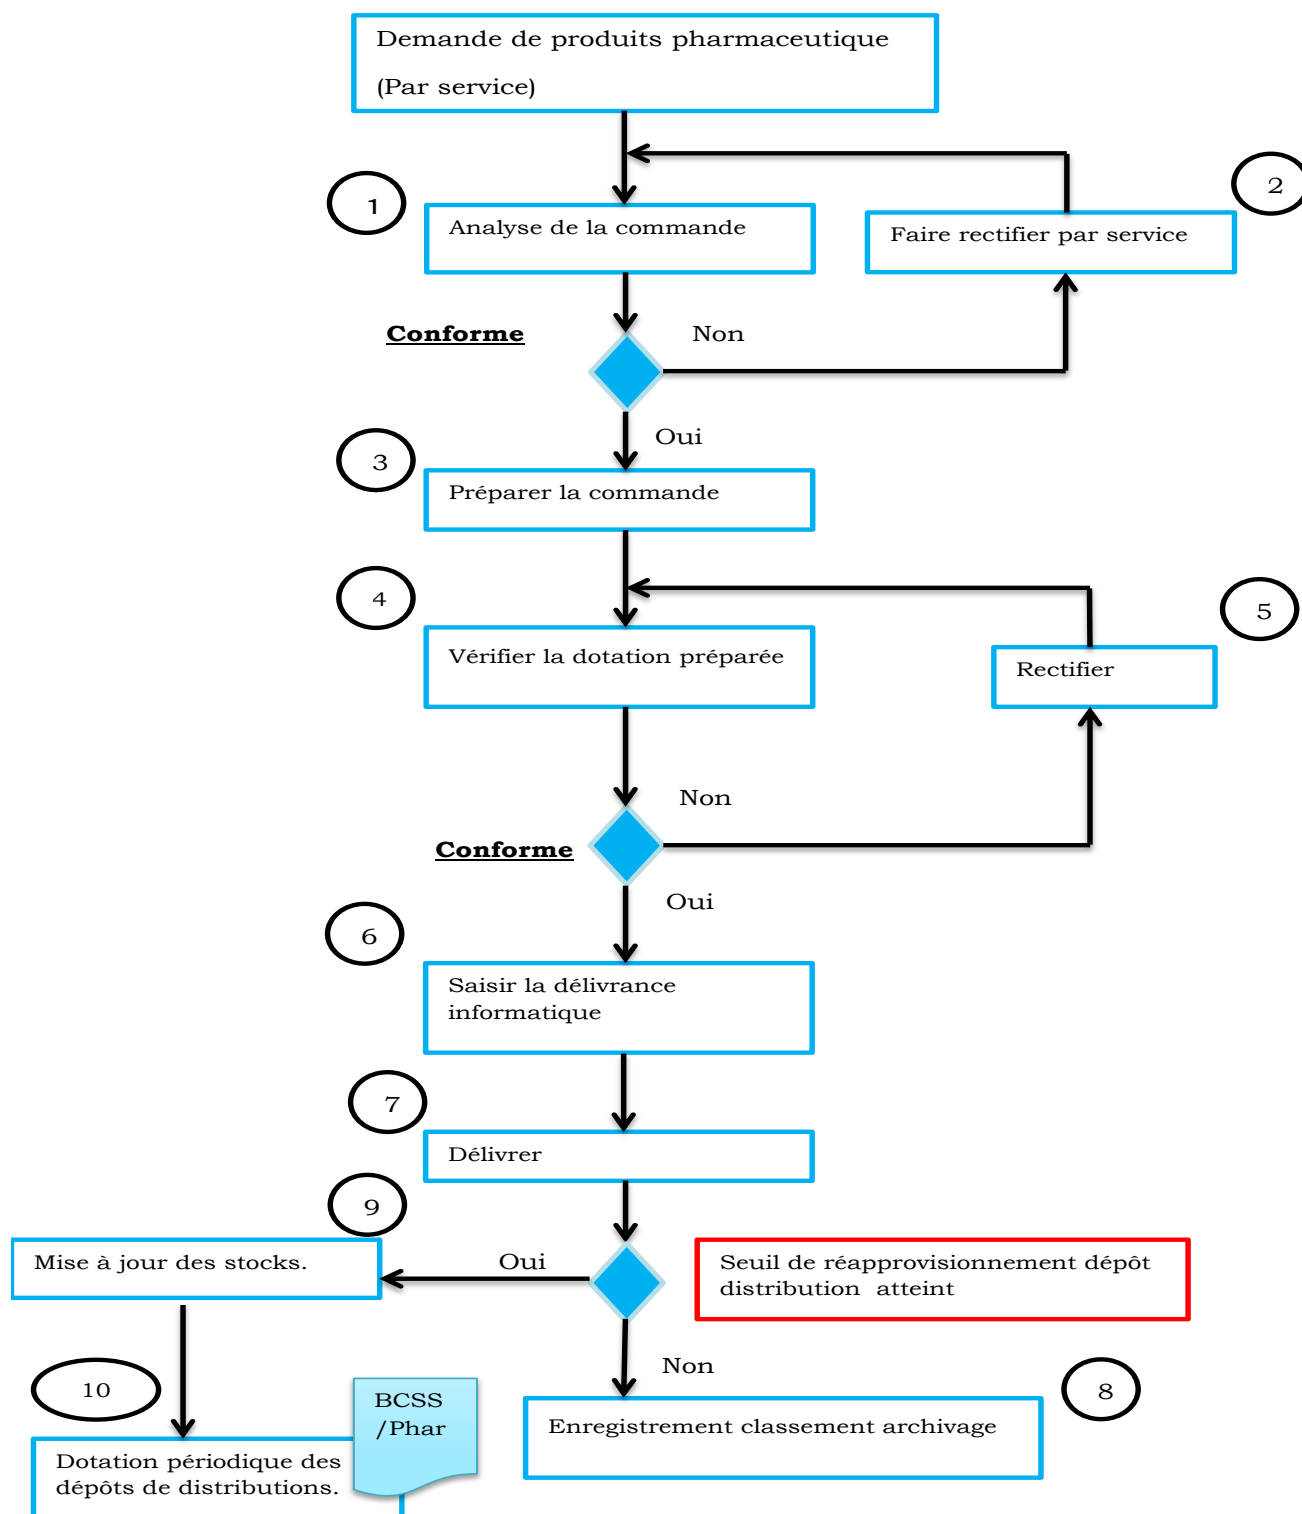 Demande de produits pharmaceutique
(Par service)
1
2
Analyse de la commande
Faire rectifier par service
Conforme
Non
Oui
3
Préparer la commande
4
5
Vérifier la dotation préparée
Rectifier
Non
Conforme
Oui
6
Saisir la délivrance
informatique
7
Délivrer
9
Mise à jour des stocks.
Oui
Seuil de réapprovisionnement dépôt
distribution atteint
Non
8
10
BCSS
/Phar
Enregistrement classement archivage
Dotation périodique des
dépôts de distributions.